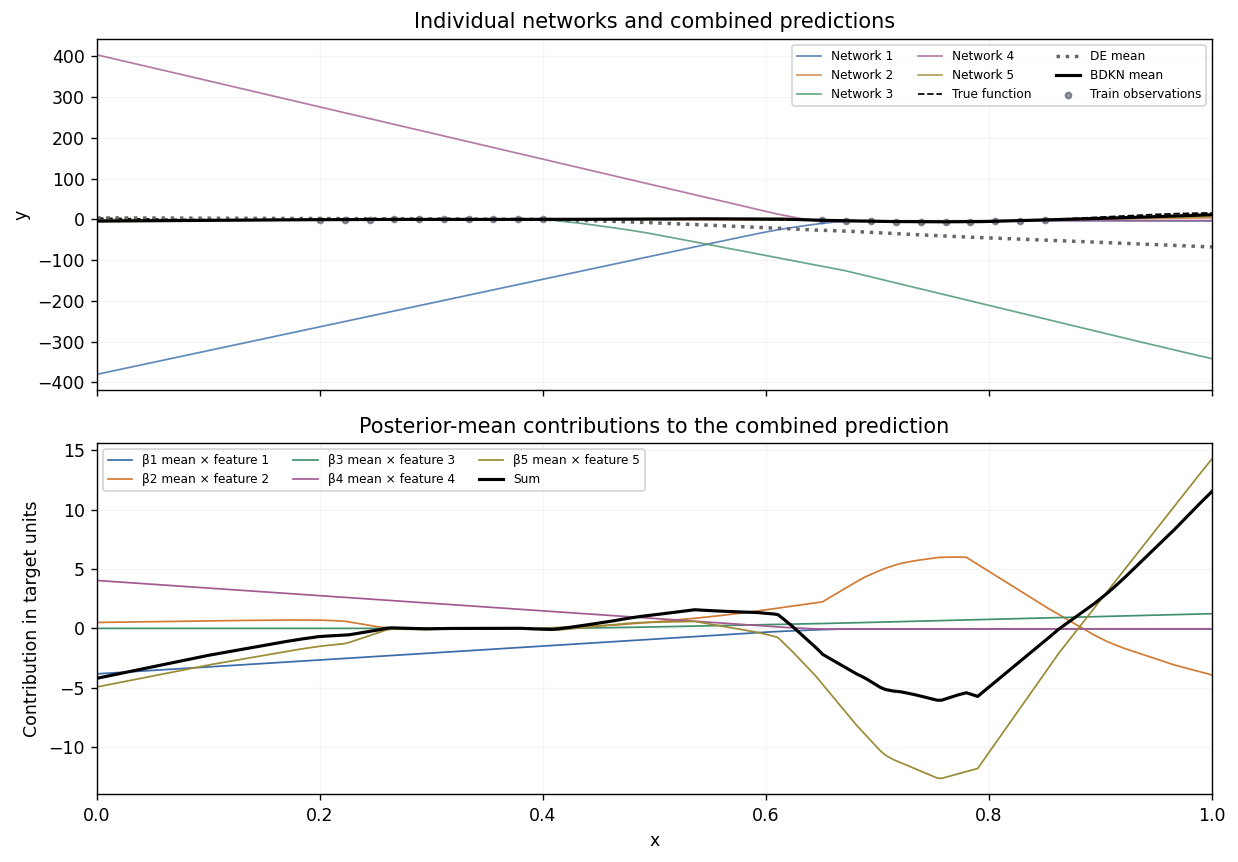 Individual networks and combined predictions
400
300
200
100
0
−100
−200
−300
−400
y
Network 1
Network 2
Network 3
Network 4
Network 5
True function
DE mean
BDKN mean
Train observations
Posterior-mean contributions to the combined prediction
15
10
5
0
−5
−10
Contribution in target units
β1 mean × feature 1
β2 mean × feature 2
β3 mean × feature 3
β4 mean × feature 4
β5 mean × feature 5
Sum
0.0
0.2
0.4
0.6
0.8
1.0
x